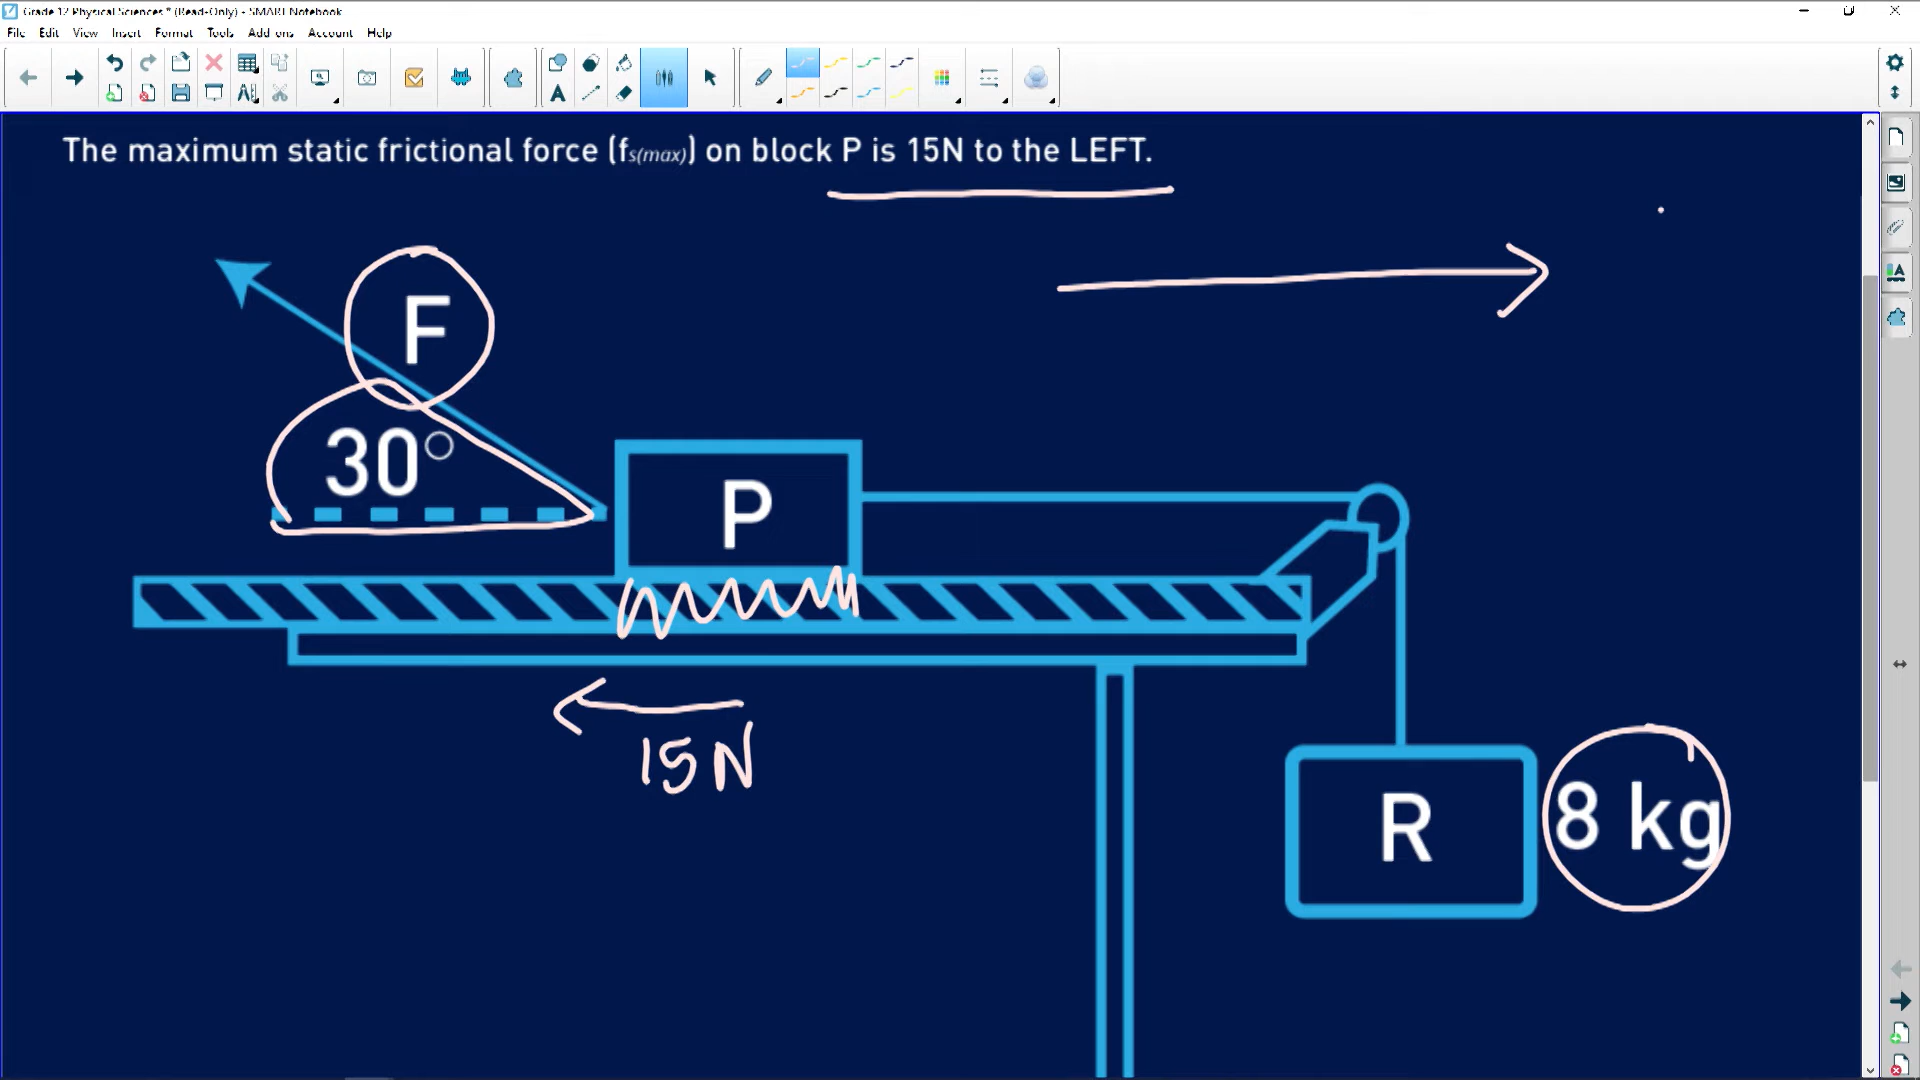 Grade 12 Physical Sciences * (Read-Only) - SMART Notebook
File Edit View Insert Format Tools Add-ons Account Help
The maximum static frictional force (fs(max)) on block P is 15N to the LEFT.
F
30°
P
15N
R
8 kg